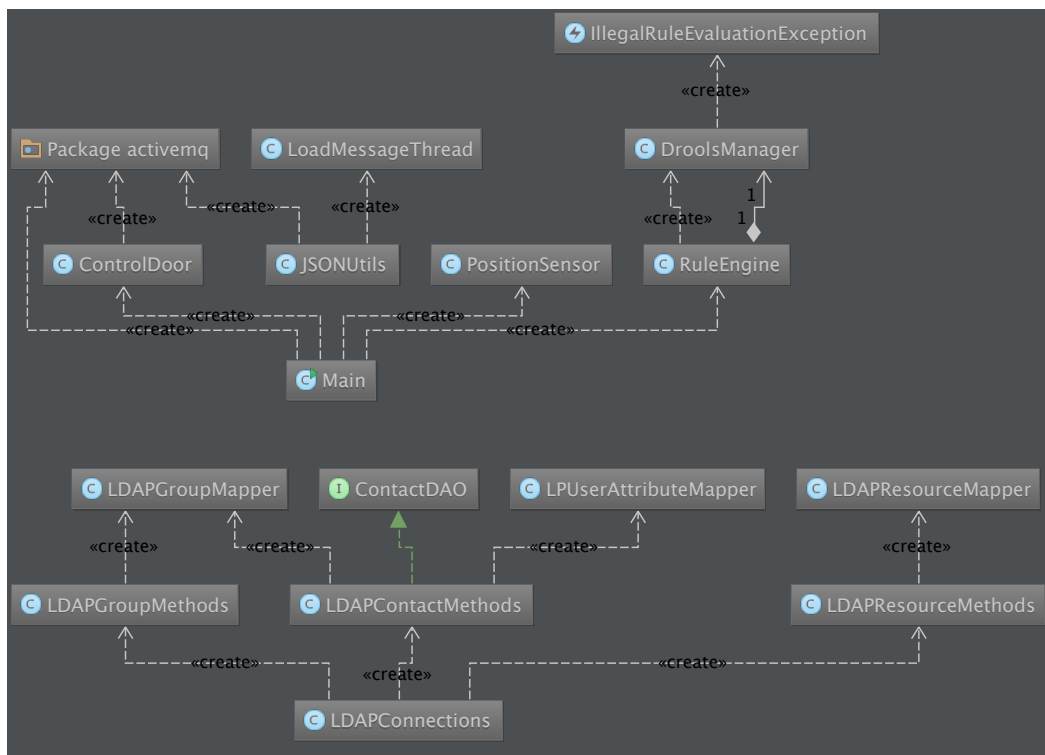 IllegalRuleEvaluationException
«create»
Package activemq
LoadMessageThread
DroolsManager
«create»
«create»
«create»
«create»
1
1
ControlDoor
JSONUtils
PositionSensor
RuleEngine
«create»
«create»
«create»
«create»
Main
LDAPGroupMapper
ContactDAO
LPUserAttributeMapper
LDAPResourceMapper
«create»
«create»
«create»
«create»
LDAPGroupMethods
LDAPContactMethods
LDAPResourceMethods
«create»
«create»
«create»
LDAPConnections